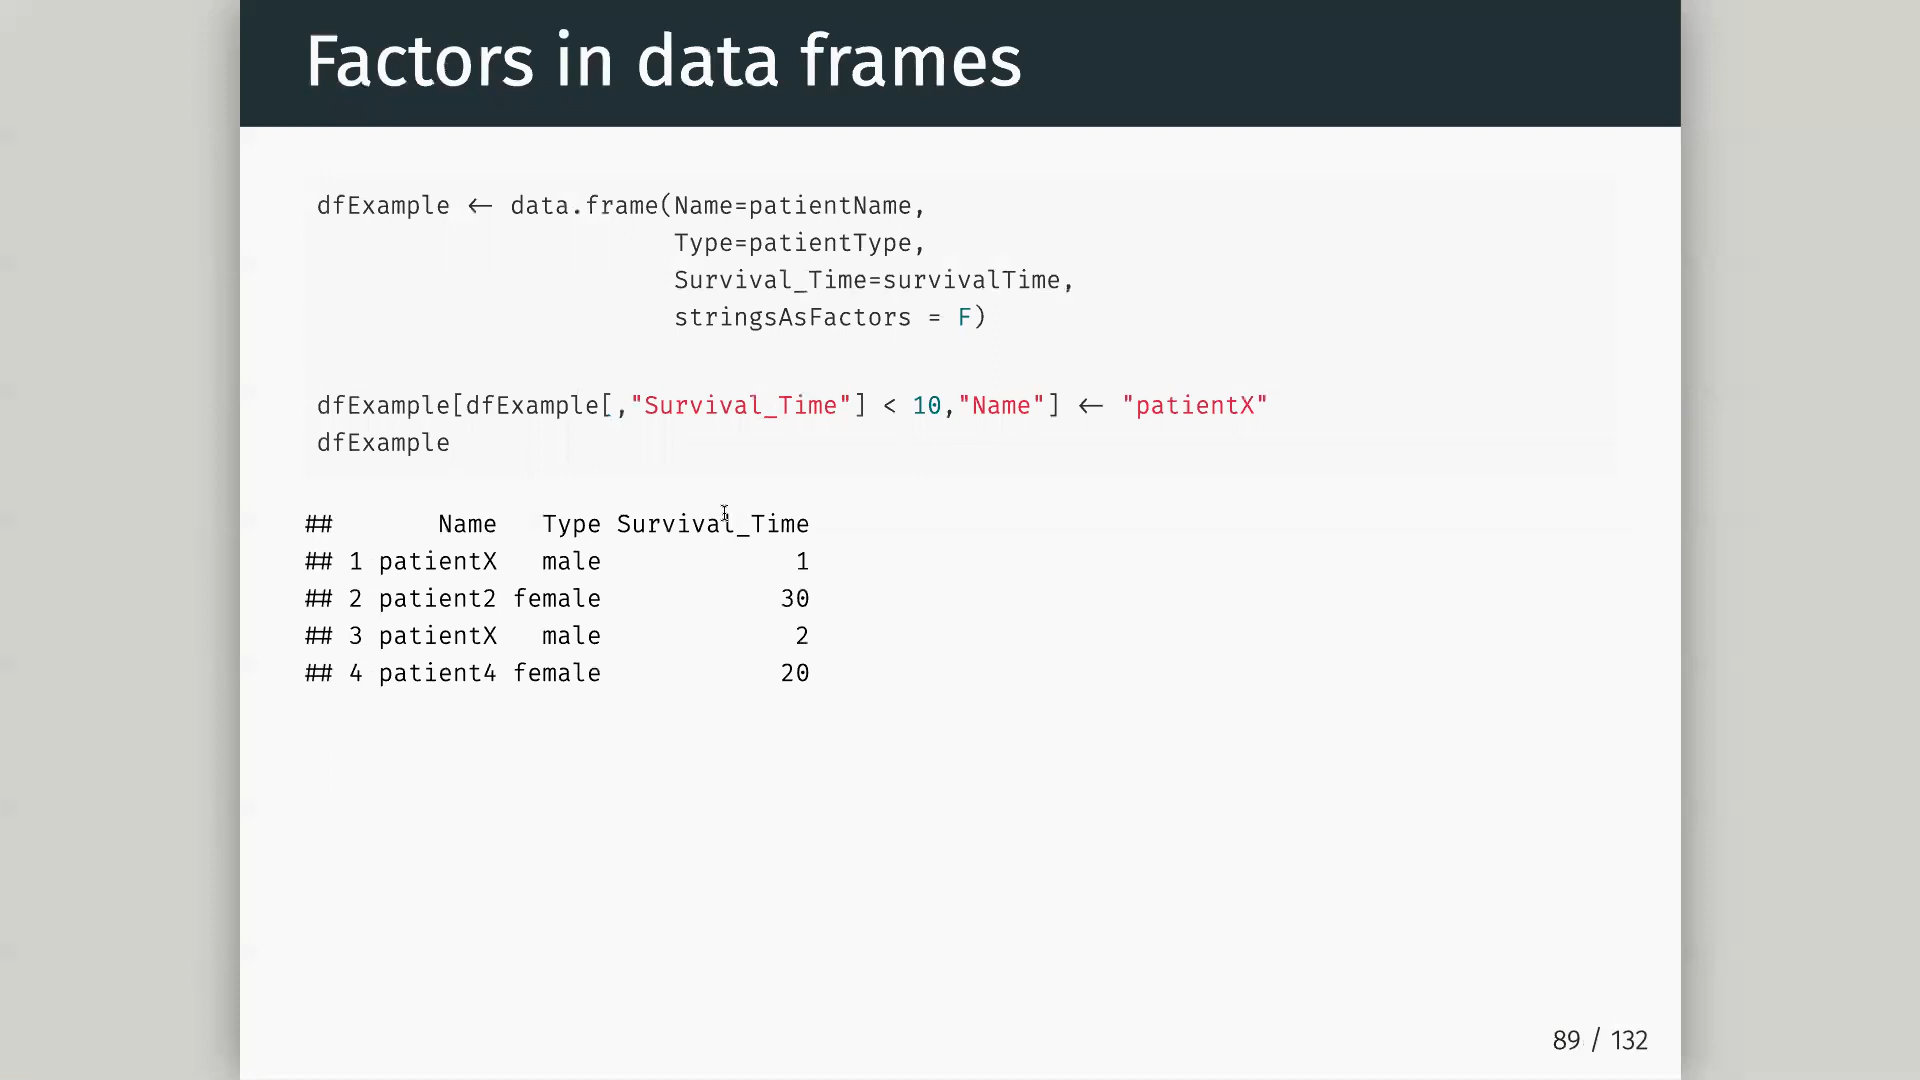 Factors in data frames
dfExample <- data.frame(Name=patientName,
Type=patientType,
Survival_Time=survivalTime,
stringsAsFactors = F)
dfExample[dfExample[,"Survival_Time"] < 10,"Name"] <- "patientX"
dfExample
## Name Type Survival_Time
## 1 patientX male 1
## 2 patient2 female 30
## 3 patientX male 2
## 4 patient4 female 20
89 / 132